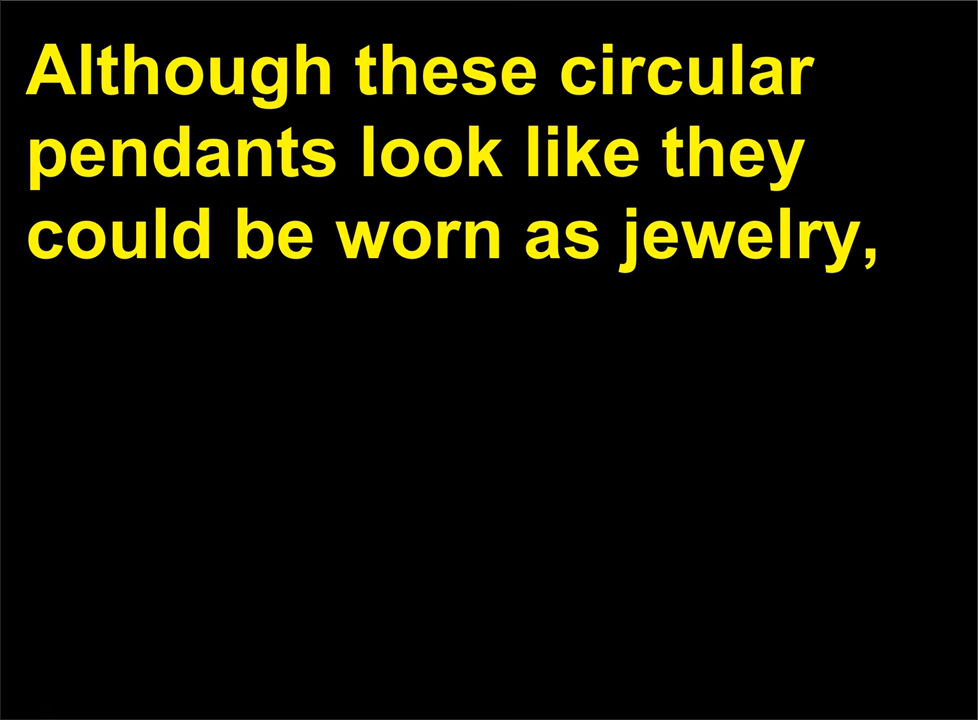 Although these circular
pendants look like they
could be worn as jewelry,